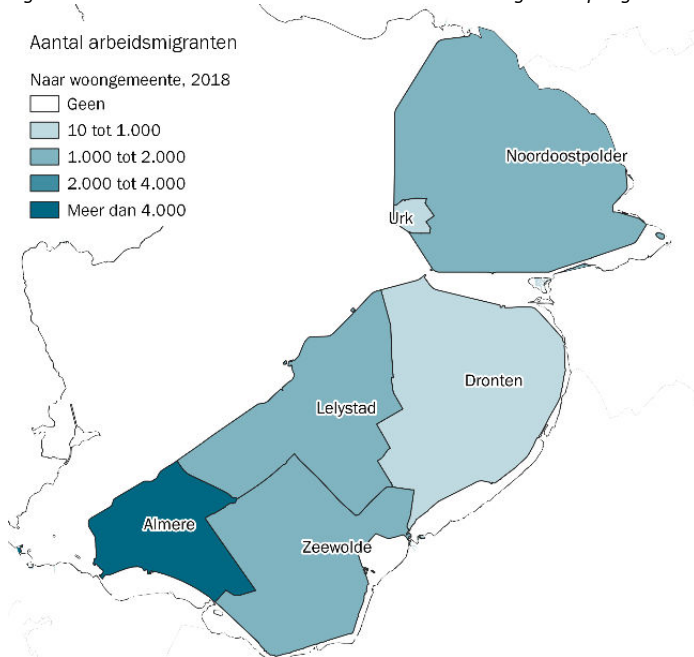 Aantal arbeidsmigranten
Naar woongemeente, 2018
Geen
10 tot 1.000
1.000 tot 2.000
2.000 tot 4.000
Meer dan 4.000
Noordoostpolder
Urk
Dronten
Lelystad
Almere
Zeewolde